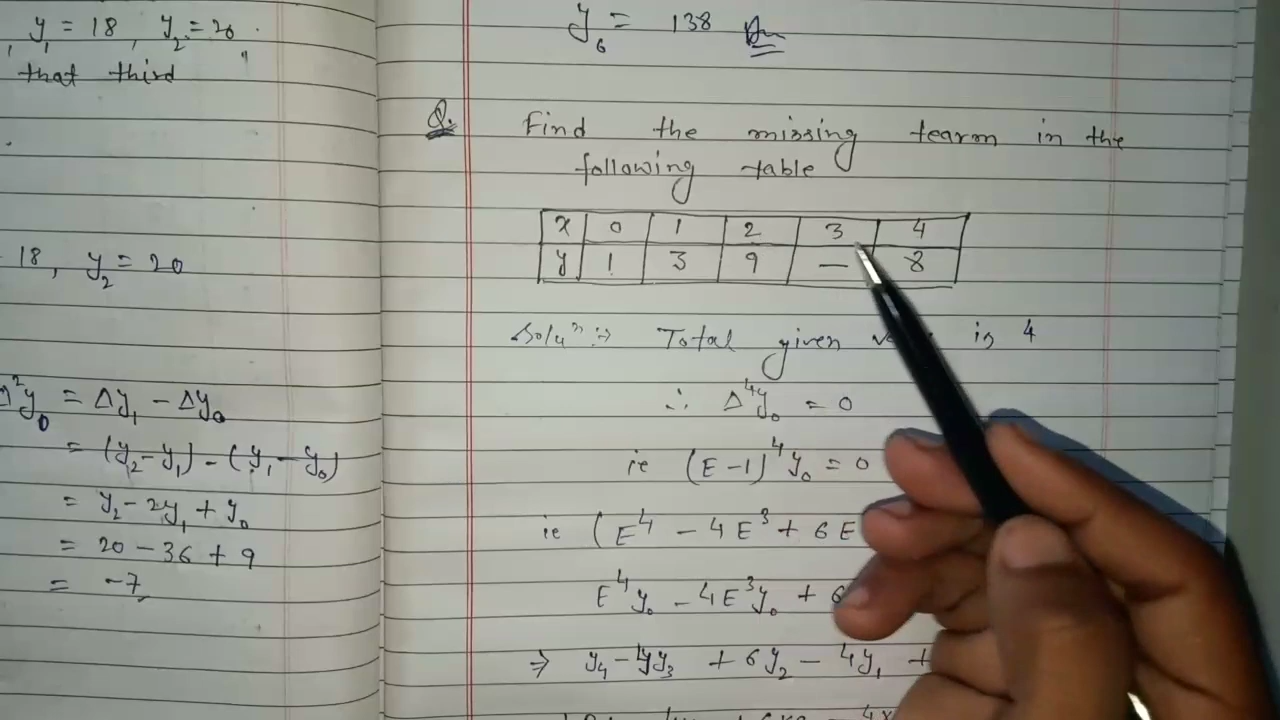 y₁ = 18, y₂ = 20.
that third
18, y₂ = 20
Δ²y₀ = Δy₁ − Δy₀
= (y₂ − y₁) − (y₁ − y₀)
= y₂ − 2y₁ + y₀
= 20 − 36 + 9
= −7
y₆ = 138
Q. Find the missing tearm in the
following table
x 0 1 2 3 4
y 1 3 9 — 8
Soluⁿ :→ Total given is 4
∴ Δ⁴y₀ = 0
ie (E − 1)⁴ y₀ = 0
ie (E⁴ − 4E³ + 6E
E⁴y₀ − 4E³y₀ + 6
⇒ y₄ − 4y₃ + 6y₂ − 4y₁ +